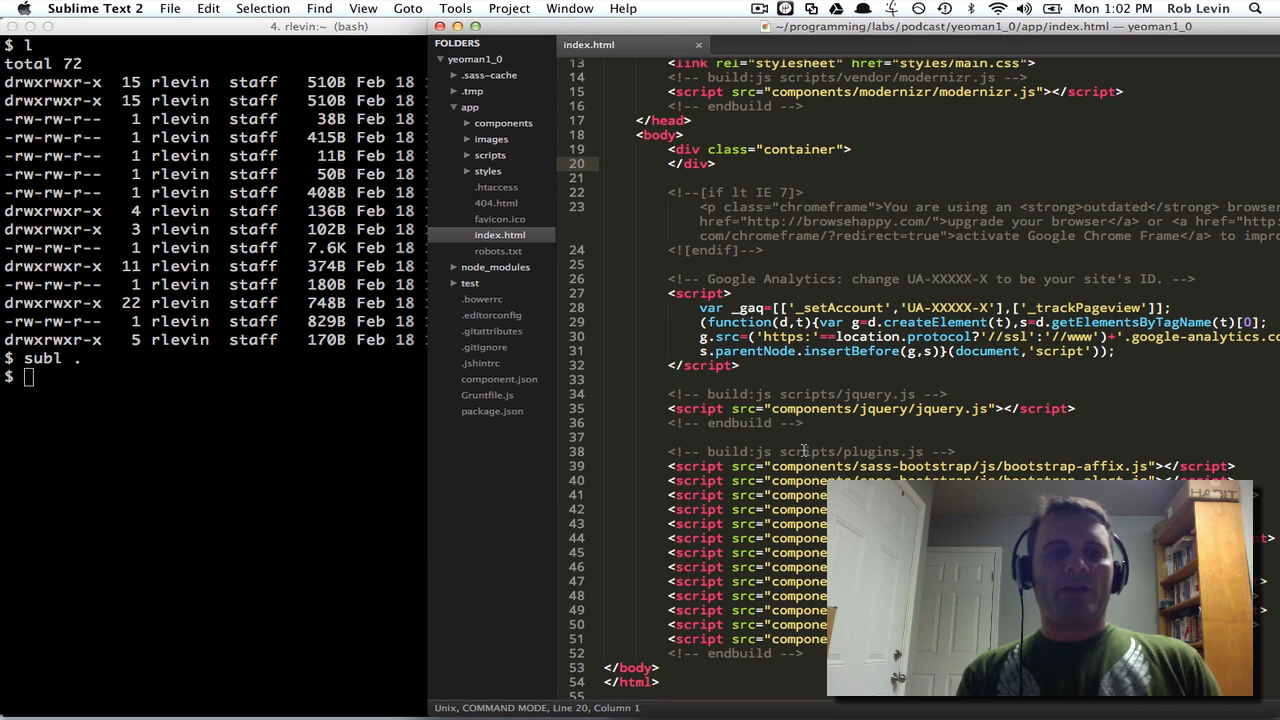 Sublime Text 2 File Edit Selection Find View Goto Tools Project Window Help Mon 1:02 PM Rob Levin
4. rlevin:~ (bash)
$ l
total 72
drwxrwxr-x 15 rlevin staff 510B Feb 18
drwxrwxr-x 15 rlevin staff 510B Feb 18
-rw-rw-r-- 1 rlevin staff 38B Feb 18
-rw-rw-r-- 1 rlevin staff 415B Feb 18
-rw-rw-r-- 1 rlevin staff 11B Feb 18
-rw-rw-r-- 1 rlevin staff 50B Feb 18
-rw-rw-r-- 1 rlevin staff 408B Feb 18
drwxrwxr-x 4 rlevin staff 136B Feb 18
drwxrwxr-x 3 rlevin staff 102B Feb 18
-rw-rw-r-- 1 rlevin staff 7.6K Feb 18
drwxrwxr-x 11 rlevin staff 374B Feb 18
-rw-rw-r-- 1 rlevin staff 180B Feb 18
drwxrwxr-x 22 rlevin staff 748B Feb 18
-rw-rw-r-- 1 rlevin staff 829B Feb 18
drwxrwxr-x 5 rlevin staff 170B Feb 18
$ subl .
$
~/programming/labs/podcast/yeoman1_0/app/index.html — yeoman1_0
FOLDERS
yeoman1_0
.sass-cache
.tmp
app
components
images
scripts
styles
.htaccess
404.html
favicon.ico
index.html
robots.txt
node_modules
test
.bowerrc
.editorconfig
.gitattributes
.gitignore
.jshintrc
component.json
Gruntfile.js
package.json
index.html ×
13 <link rel="stylesheet" href="styles/main.css">
14 <!-- build:js scripts/vendor/modernizr.js -->
15 <script src="components/modernizr/modernizr.js"></script>
16 <!-- endbuild -->
17 </head>
18 <body>
19 <div class="container">
20 </div>
21
22 <!--[if lt IE 7]>
23 <p class="chromeframe">You are using an <strong>outdated</strong> browser
href="http://browsehappy.com/">upgrade your browser</a> or <a href="http:
com/chromeframe/?redirect=true">activate Google Chrome Frame</a> to impro
24 <![endif]-->
25
26 <!-- Google Analytics: change UA-XXXXX-X to be your site's ID. -->
27 <script>
28 var _gaq=[['_setAccount','UA-XXXXX-X'],['_trackPageview']];
29 (function(d,t){var g=d.createElement(t),s=d.getElementsByTagName(t)[0];
30 g.src=('https:'==location.protocol?'//ssl':'//www')+'.google-analytics.co
31 s.parentNode.insertBefore(g,s)}(document,'script'));
32 </script>
33
34 <!-- build:js scripts/jquery.js -->
35 <script src="components/jquery/jquery.js"></script>
36 <!-- endbuild -->
37
38 <!-- build:js scripts/plugins.js -->
39 <script src="components/sass-bootstrap/js/bootstrap-affix.js"></script>
40 <script src="components/sass-bootstrap/js/bootstrap-alert.js"></script>
41 <script src="compone
42 <script src="compone
43 <script src="compone
44 <script src="compone
45 <script src="compone
46 <script src="compone
47 <script src="compone
48 <script src="compone
49 <script src="compone
50 <script src="compone
51 <script src="compone
52 <!-- endbuild -->
53 </body>
54 </html>
55
HABIT
Unix, COMMAND MODE, Line 20, Column 1